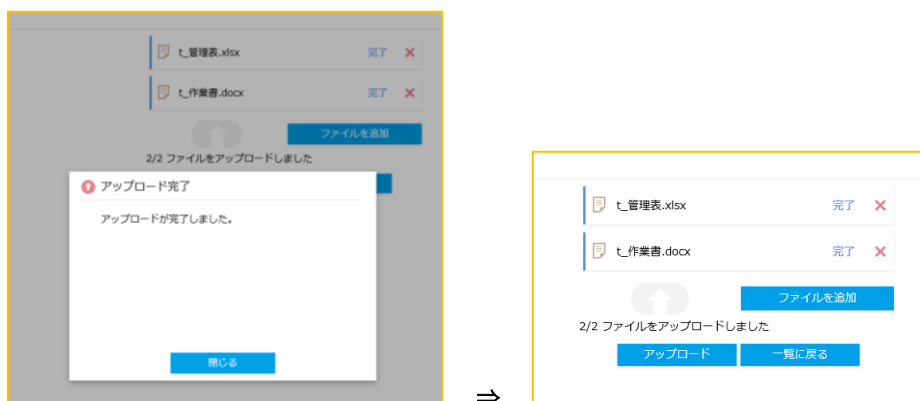 t_管理表.xlsx 完了
t_作業書.docx 完了
ファイルを追加
2/2 ファイルをアップロードしました
アップロード完了
アップロードが完了しました。
閉じる
⇒
t_管理表.xlsx 完了
t_作業書.docx 完了
ファイルを追加
2/2 ファイルをアップロードしました
アップロード 一覧に戻る